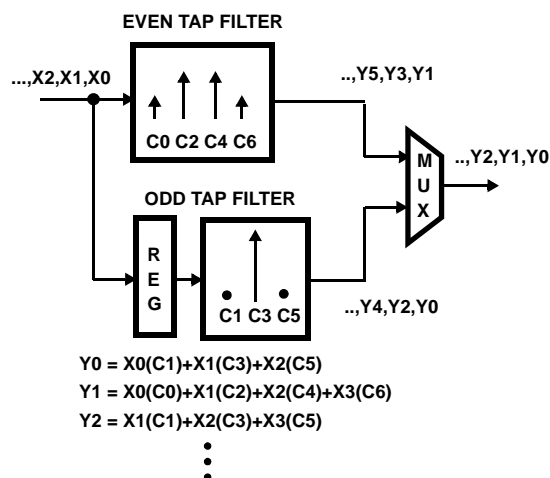 EVEN TAP FILTER
...,X2,X1,X0
C0 C2 C4 C6
..,Y5,Y3,Y1
MUX
..,Y2,Y1,Y0
ODD TAP FILTER
REG
C1 C3 C5
..,Y4,Y2,Y0
Y0 = X0(C1)+X1(C3)+X2(C5)
Y1 = X0(C0)+X1(C2)+X2(C4)+X3(C6)
Y2 = X1(C1)+X2(C3)+X3(C5)